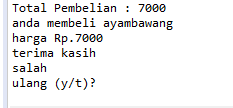 Total Pembelian : 7000
anda membeli ayambawang
harga Rp.7000
terima kasih
salah
ulang (y/t)?